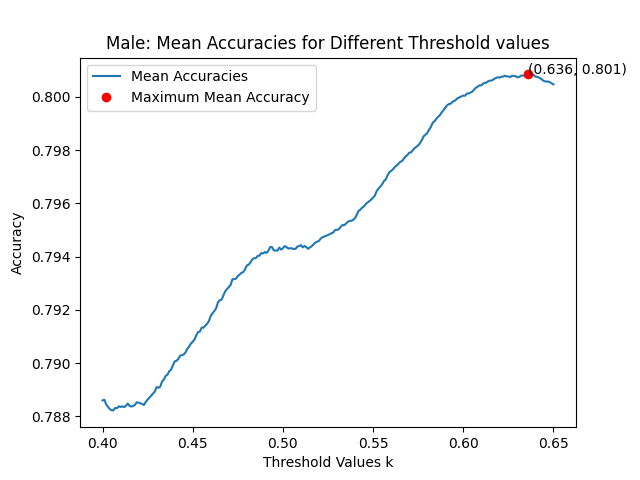 Male: Mean Accuracies for Different Threshold values
Mean Accuracies
Maximum Mean Accuracy
(0.636, 0.801)
0.800
0.798
0.796
0.794
0.792
0.790
0.788
Accuracy
0.40 0.45 0.50 0.55 0.60 0.65
Threshold Values k